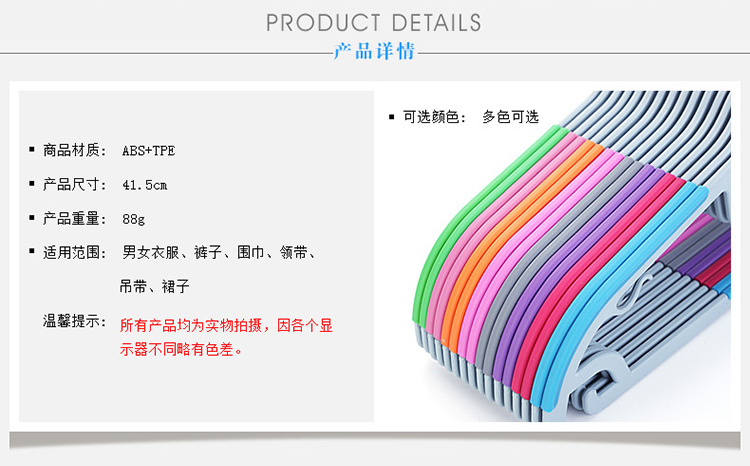 PRODUCT DETAILS
产品详情
▪ 商品材质: ABS+TPE
▪ 产品尺寸: 41.5cm
▪ 产品重量: 88g
▪ 适用范围: 男女衣服、裤子、围巾、领带、
吊带、裙子
温馨提示: 所有产品均为实物拍摄，因各个显
示器不同略有色差。
▪ 可选颜色: 多色可选